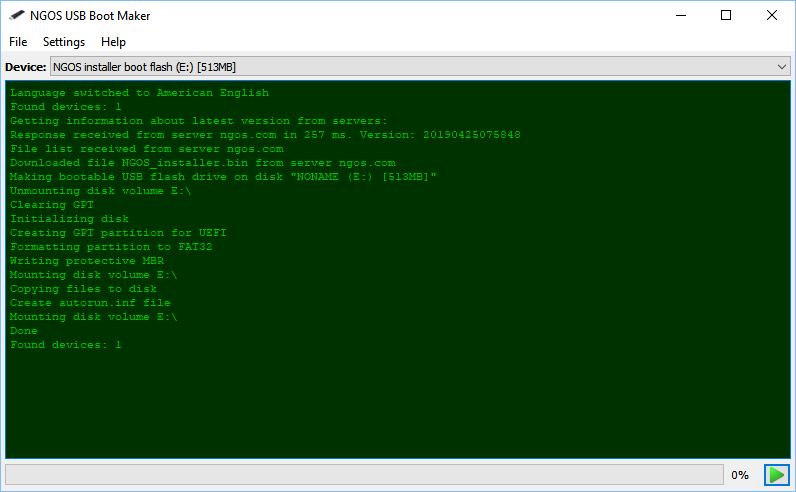 NGOS USB Boot Maker
File Settings Help
Device: NGOS installer boot flash (E:) [513MB]
Language switched to American English
Found devices: 1
Getting information about latest version from servers:
Response received from server ngos.com in 257 ms. Version: 20190425075848
File list received from server ngos.com
Downloaded file NGOS_installer.bin from server ngos.com
Making bootable USB flash drive on disk "NONAME (E:) [513MB]"
Unmounting disk volume E:\
Clearing GPT
Initializing disk
Creating GPT partition for UEFI
Formatting partition to FAT32
Writing protective MBR
Mounting disk volume E:\
Copying files to disk
Create autorun.inf file
Mounting disk volume E:\
Done
Found devices: 1
0%